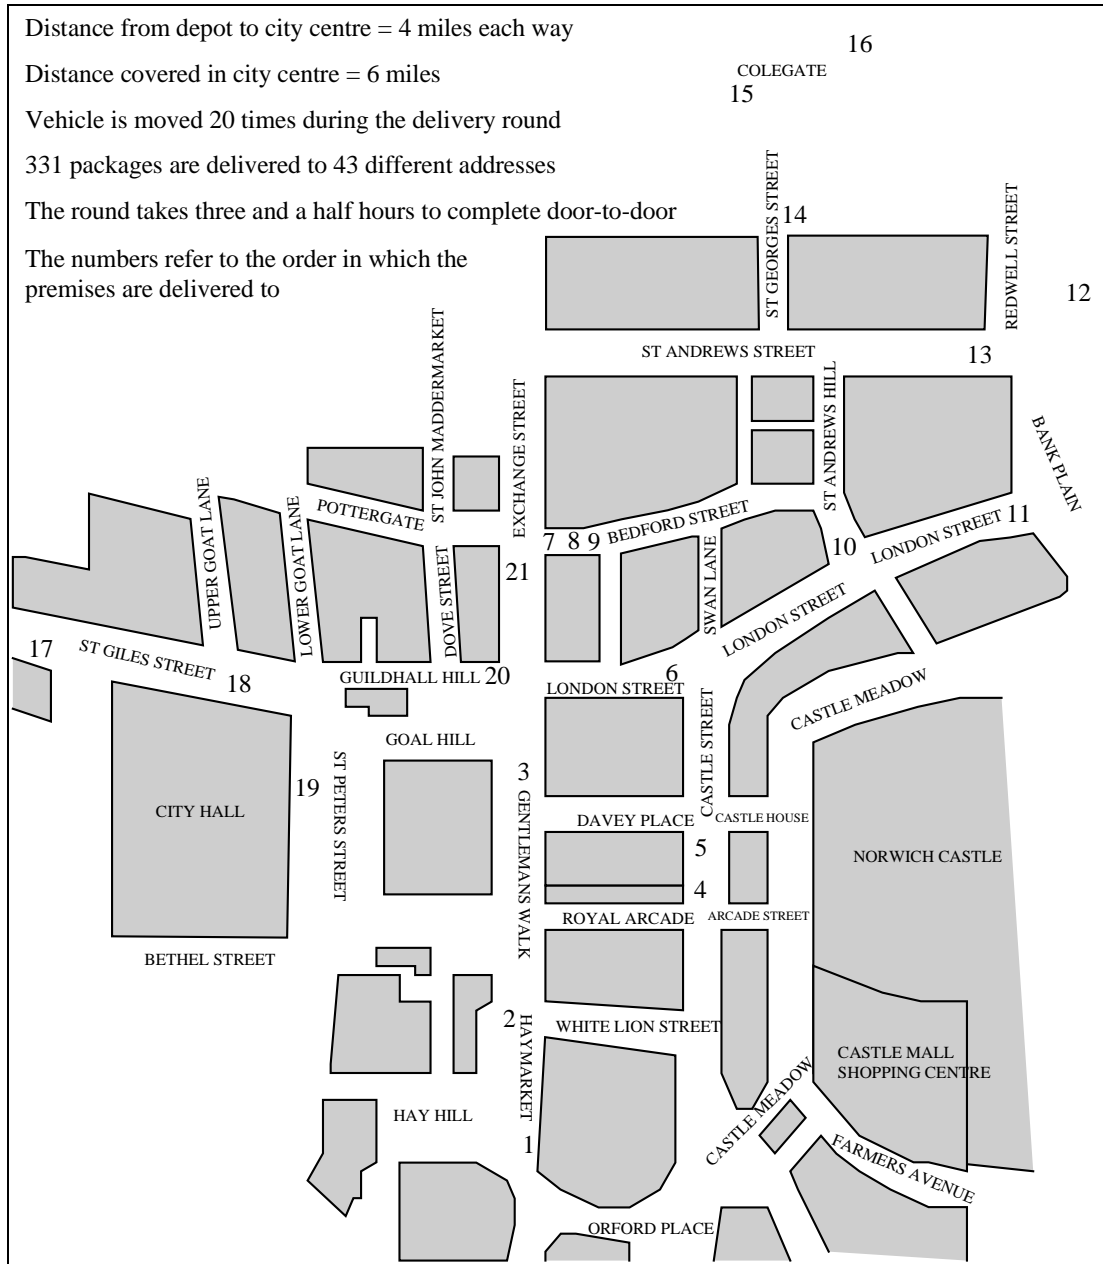 Distance from depot to city centre = 4 miles each way
16
Distance covered in city centre = 6 miles
COLEGATE
15
Vehicle is moved 20 times during the delivery round
331 packages are delivered to 43 different addresses
The round takes three and a half hours to complete door-to-door
ST GEORGES STREET
14
REDWELL STREET
The numbers refer to the order in which the
premises are delivered to
12
ST ANDREWS STREET
13
ST JOHN MADDERMARKET
EXCHANGE STREET
ST ANDREWS HILL
BANK PLAIN
UPPER GOAT LANE
LOWER GOAT LANE
POTTERGATE
BEDFORD STREET
LONDON STREET
11
7
8
9
10
21
DOVE STREET
SWAN LANE
LONDON STREET
17
ST GILES STREET
18
GUILDHALL HILL
20
6
LONDON STREET
CASTLE STREET
CASTLE MEADOW
GOAL HILL
ST PETERS STREET
3
19
CITY HALL
GENTLEMANS WALK
DAVEY PLACE
CASTLE HOUSE
5
NORWICH CASTLE
4
ROYAL ARCADE
ARCADE STREET
BETHEL STREET
2
HAYMARKET
WHITE LION STREET
CASTLE MALL
SHOPPING CENTRE
HAY HILL
CASTLE MEADOW
1
FARMERS AVENUE
ORFORD PLACE